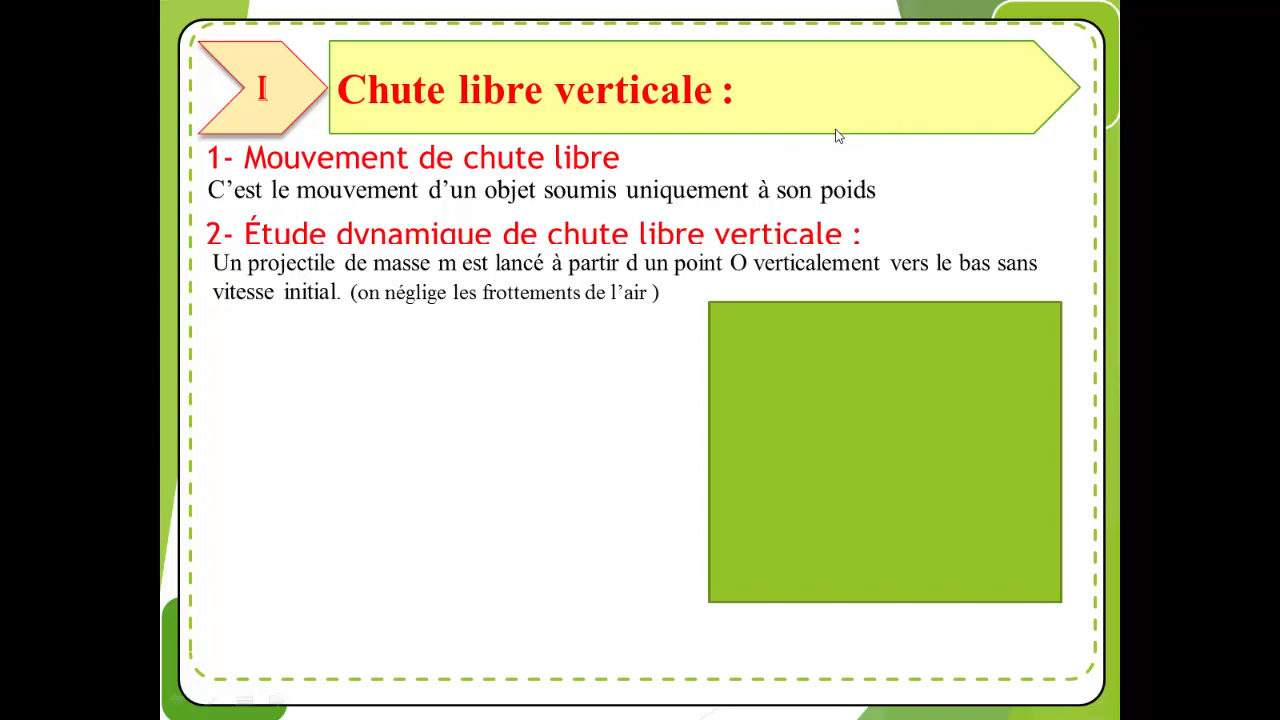 I
Chute libre verticale :
1- Mouvement de chute libre
C’est le mouvement d’un objet soumis uniquement à son poids
2- Étude dynamique de chute libre verticale :
Un projectile de masse m est lancé à partir d un point O verticalement vers le bas sans
vitesse initial. (on néglige les frottements de l’air )